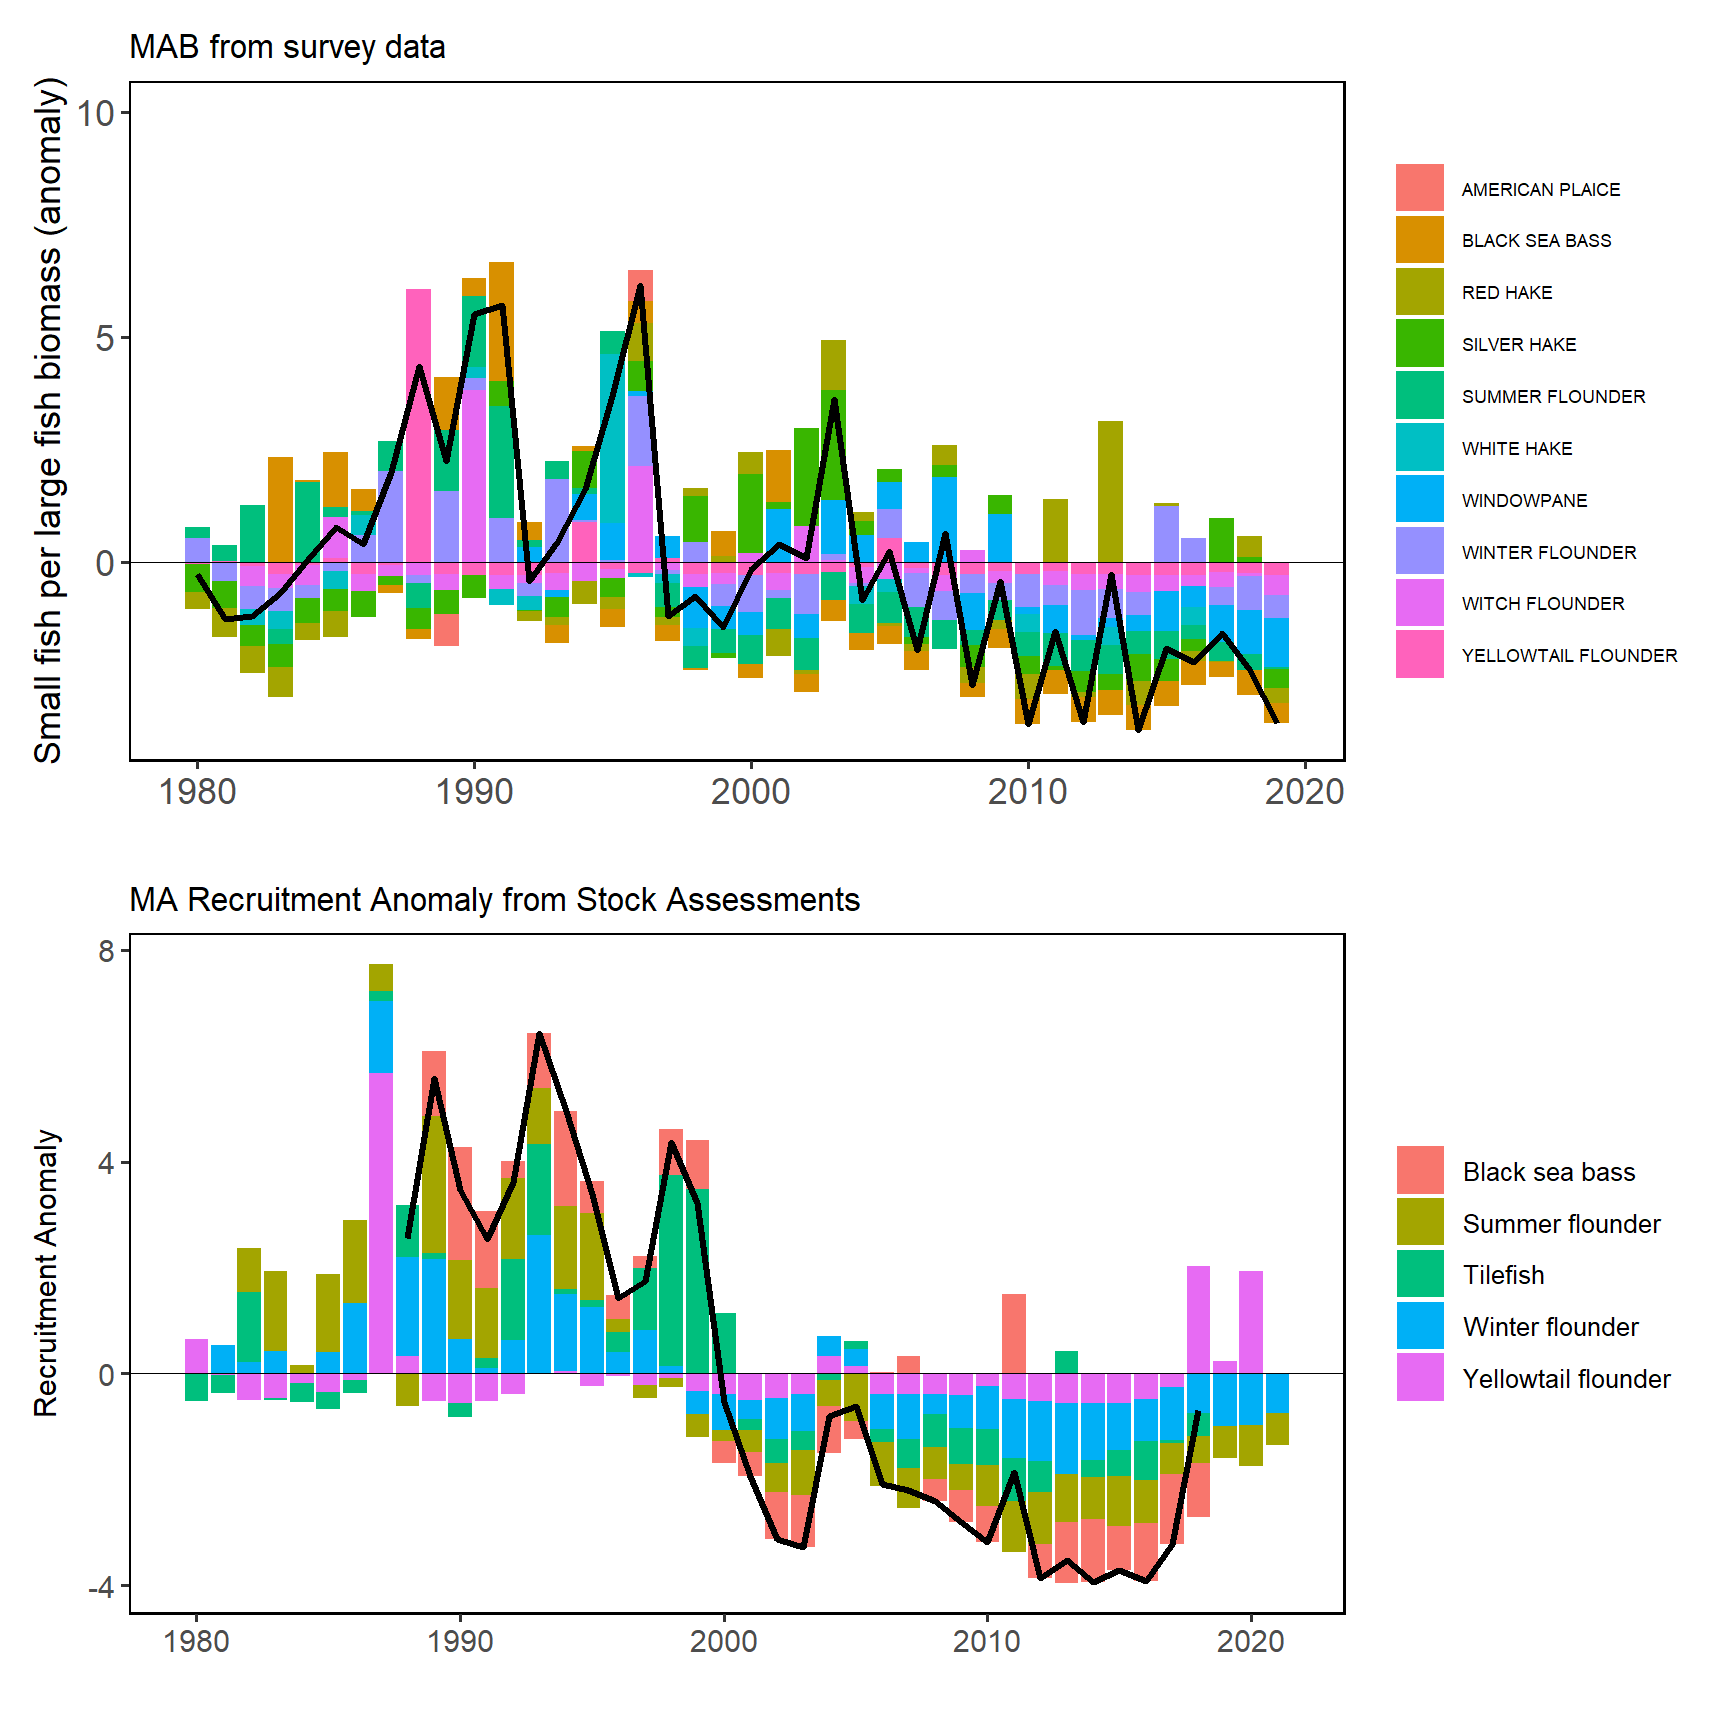 MAB from survey data
Small fish per large fish biomass (anomaly)
10
5
0
1980 1990 2000 2010 2020
AMERICAN PLAICE
BLACK SEA BASS
RED HAKE
SILVER HAKE
SUMMER FLOUNDER
WHITE HAKE
WINDOWPANE
WINTER FLOUNDER
WITCH FLOUNDER
YELLOWTAIL FLOUNDER
MA Recruitment Anomaly from Stock Assessments
Recruitment Anomaly
8
4
0
-4
1980 1990 2000 2010 2020
Black sea bass
Summer flounder
Tilefish
Winter flounder
Yellowtail flounder